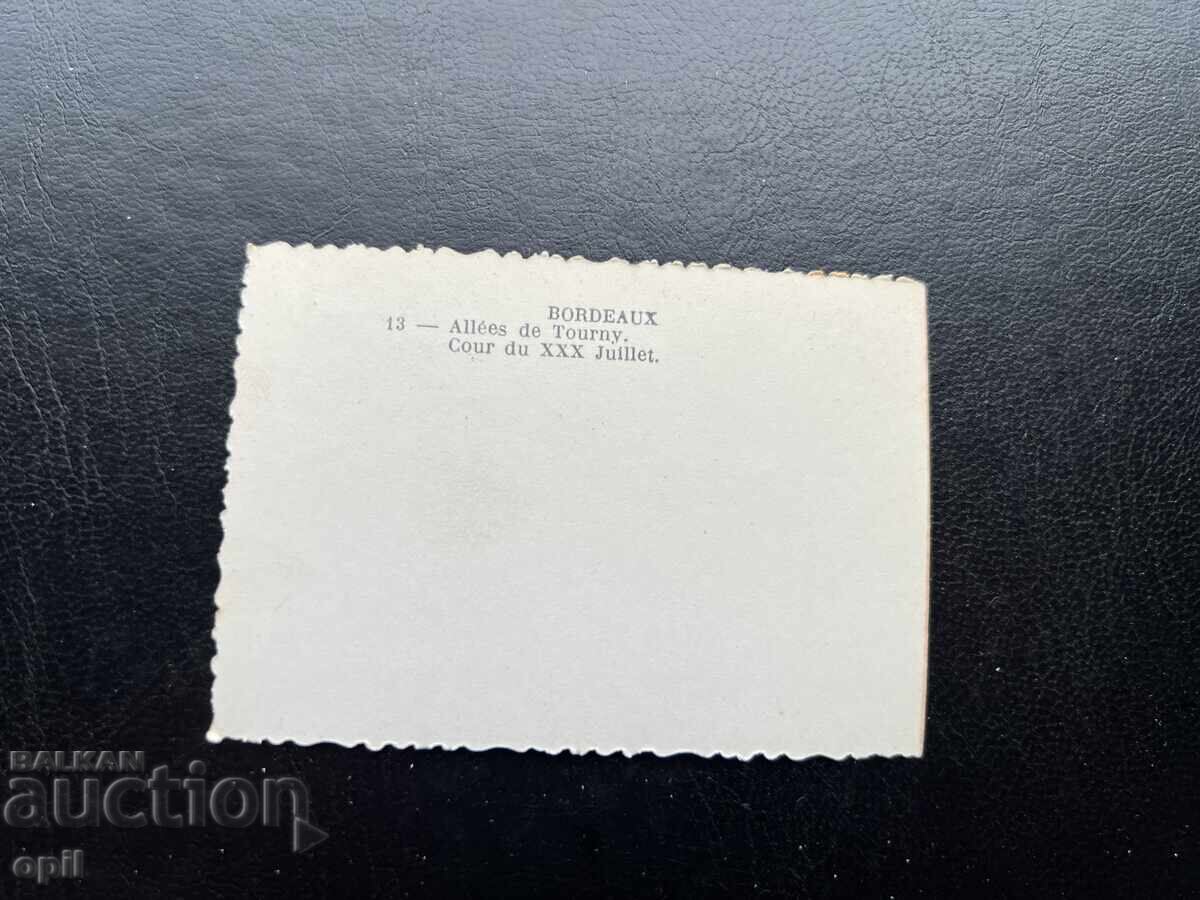 BORDEAUX
13 — Allées de Tourny.
Cour du XXX Juillet.
BALKAN
auction
opil